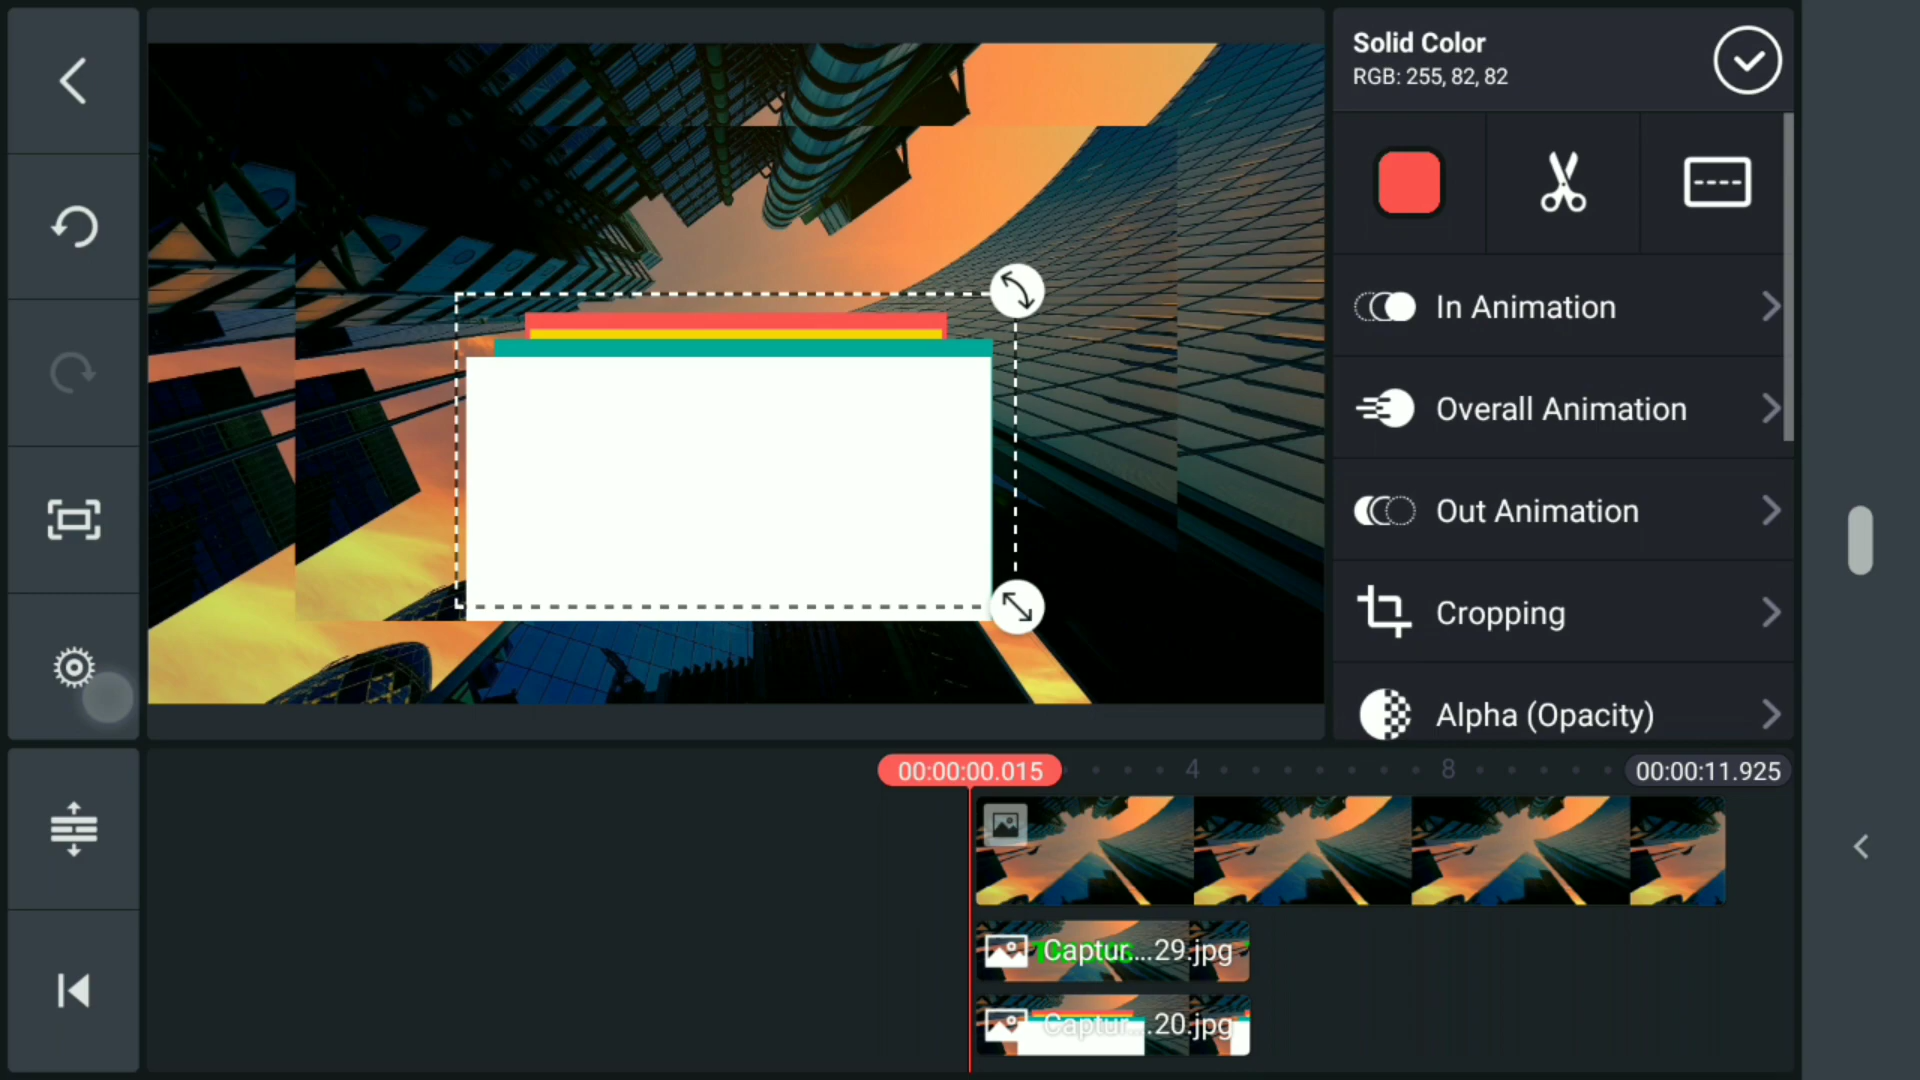 Solid Color
RGB: 255, 82, 82
In Animation
Overall Animation
Out Animation
Cropping
Alpha (Opacity)
00:00:00.015
4
8
00:00:11.925
Captur...29.jpg
Captur...20.jpg